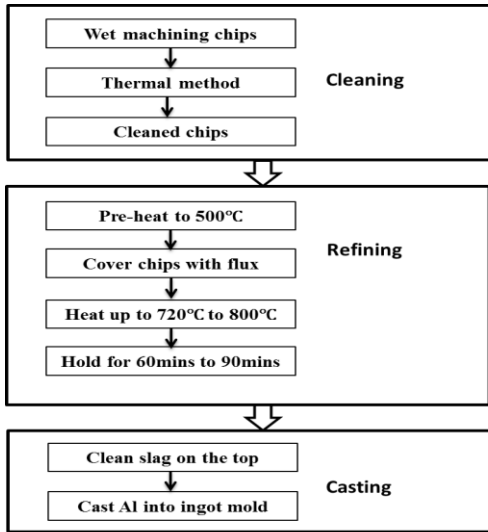 Wet machining chips
Thermal method
Cleaned chips
Cleaning
Pre-heat to 500℃
Cover chips with flux
Heat up to 720℃ to 800℃
Hold for 60mins to 90mins
Refining
Clean slag on the top
Cast Al into ingot mold
Casting